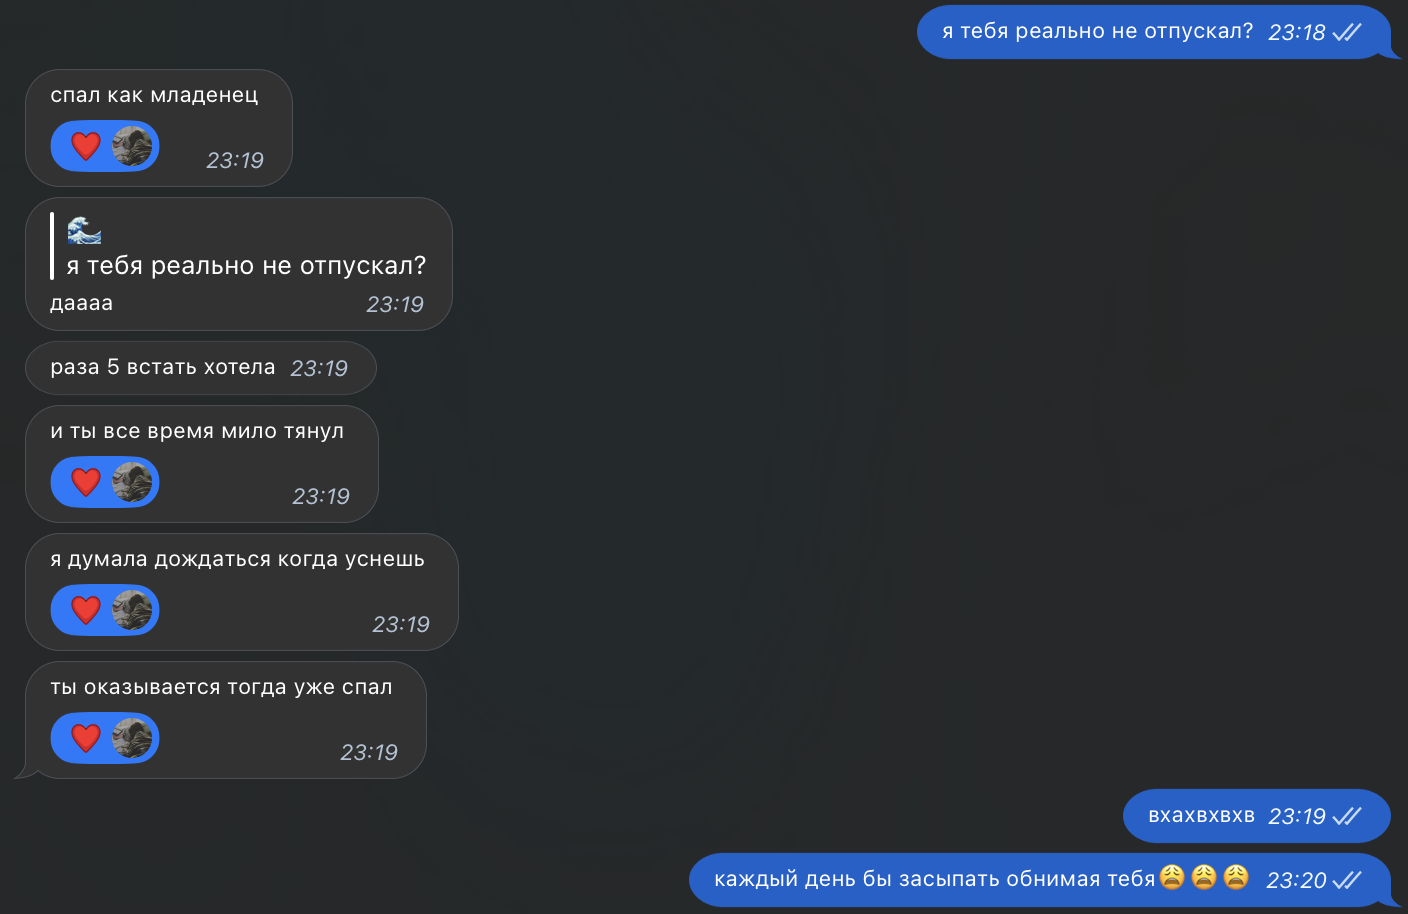 я тебя реально не отпускал? 23:18
спал как младенец
23:19
я тебя реально не отпускал?
даааа 23:19
раза 5 встать хотела 23:19
и ты все время мило тянул
23:19
я думала дождаться когда уснешь
23:19
ты оказывается тогда уже спал
23:19
вхахвхвхв 23:19
каждый день бы засыпать обнимая тебя😩😩😩 23:20